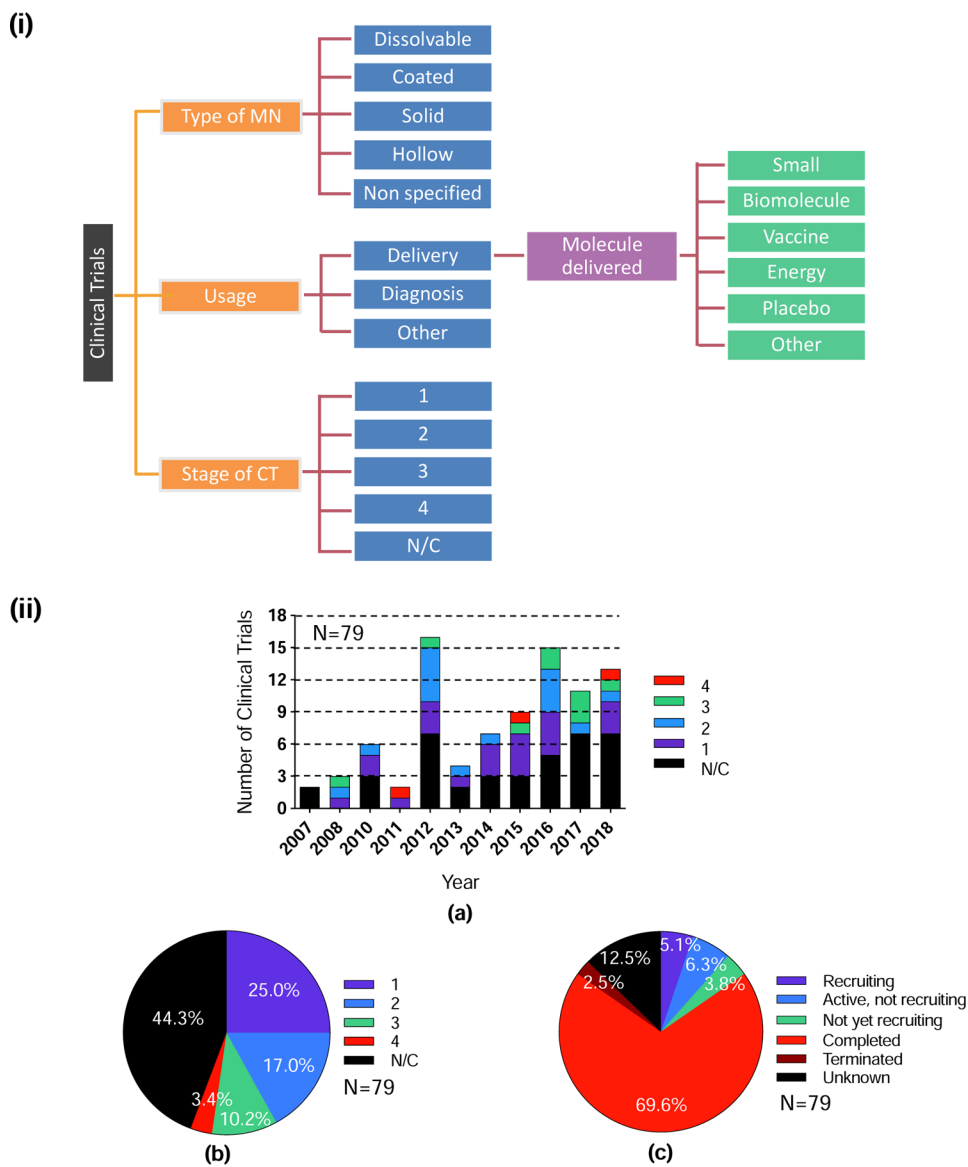 (i)
Clinical Trials
Type of MN
Dissolvable
Coated
Solid
Hollow
Non specified
Usage
Delivery
Diagnosis
Other
Molecule
delivered
Small
Biomolecule
Vaccine
Energy
Placebo
Other
Stage of CT
1
2
3
4
N/C
(ii)
Number of Clinical Trials
18
15
12
9
6
3
0
N=79
2007
2008
2010
2011
2012
2013
2014
2015
2016
2017
2018
Year
4
3
2
1
N/C
(a)
25.0%
17.0%
10.2%
3.4%
44.3%
1
2
3
4
N/C
N=79
(b)
5.1%
6.3%
3.8%
69.6%
2.5%
12.5%
Recruiting
Active, not recruiting
Not yet recruiting
Completed
Terminated
Unknown
N=79
(c)